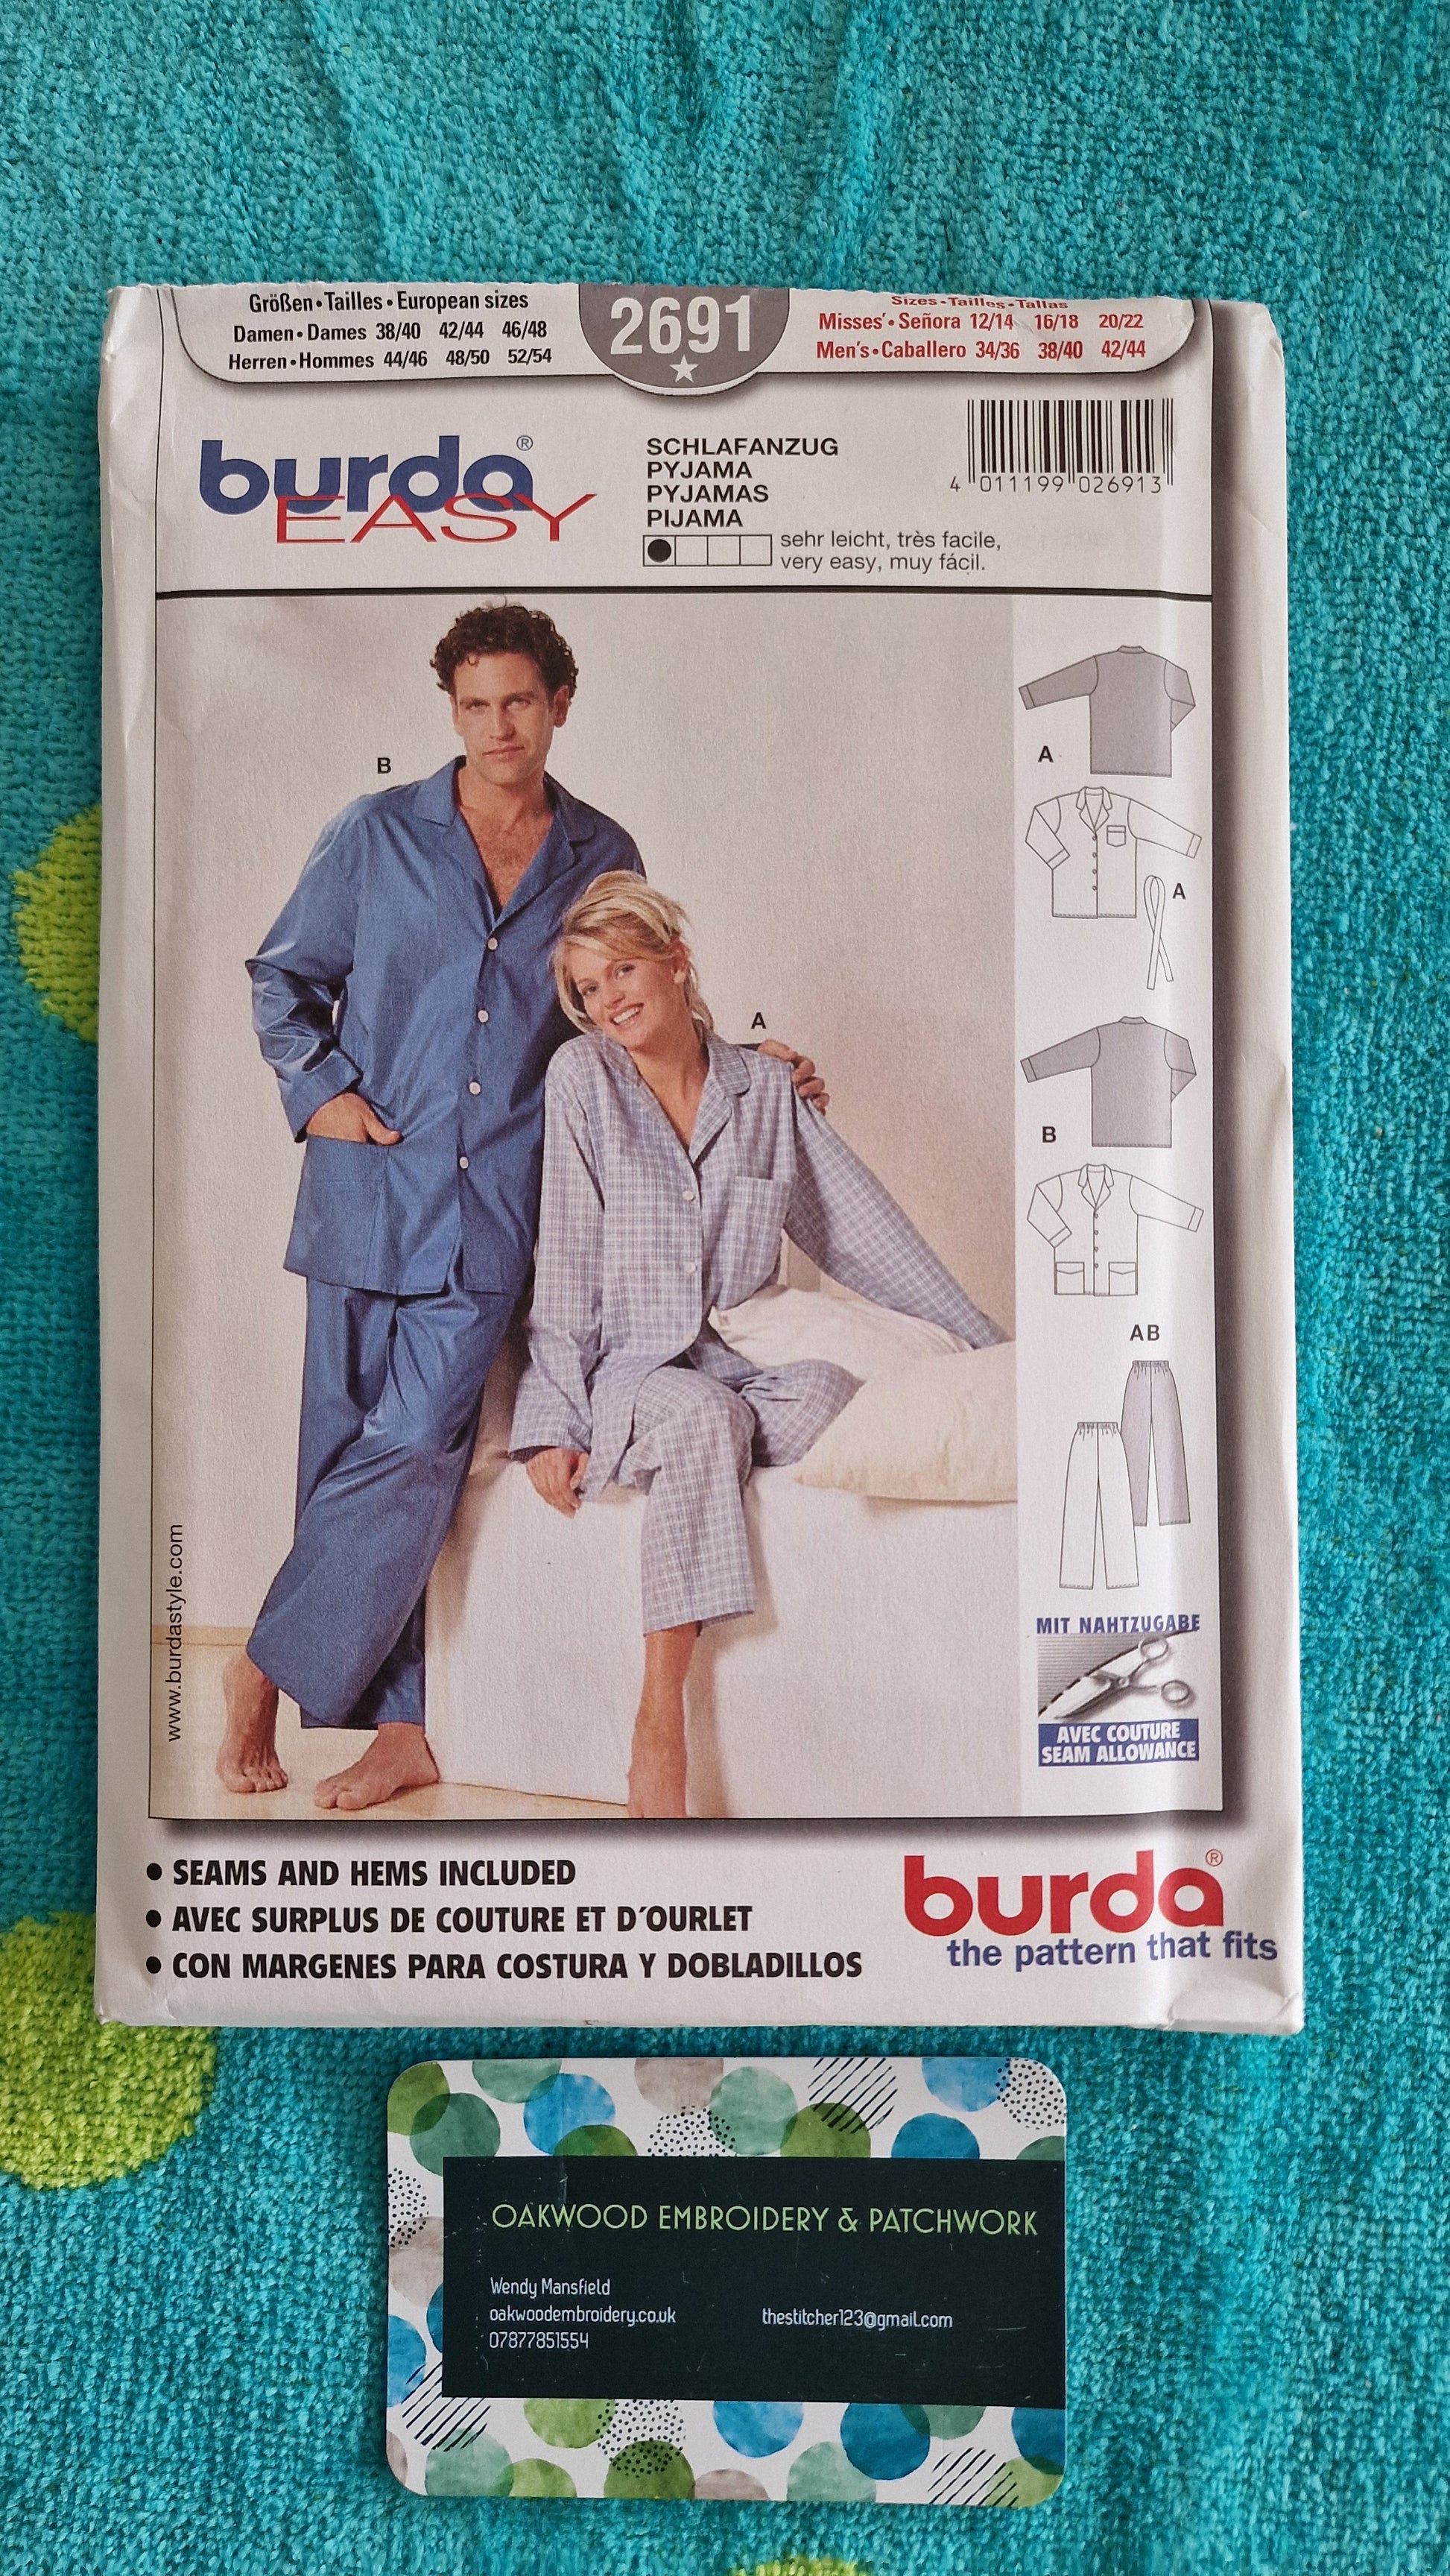 Größen•Tailles•European sizes
Damen•Dames 38/40 42/44 46/48
Herren•Hommes 44/46 48/50 52/54
2691
Sizes-Tailles-Tallas
Misses'•Señora 12/14 16/18 20/22
Men's•Caballero 34/36 38/40 42/44
burda®
EASY
SCHLAFANZUG
PYJAMA
PYJAMAS
PIJAMA
sehr leicht, très facile,
very easy, muy fácil.
4 011199 026913
B
A
A
A
B
AB
www.burdastyle.com
MIT NAHTZUGABE
AVEC COUTURE
SEAM ALLOWANCE
• SEAMS AND HEMS INCLUDED
• AVEC SURPLUS DE COUTURE ET D´OURLET
• CON MARGENES PARA COSTURA Y DOBLADILLOS
burda®
the pattern that fits
OAKWOOD EMBROIDERY & PATCHWORK
Wendy Mansfield
oakwoodembroidery.co.uk
07877851554
thestitcher123@gmail.com